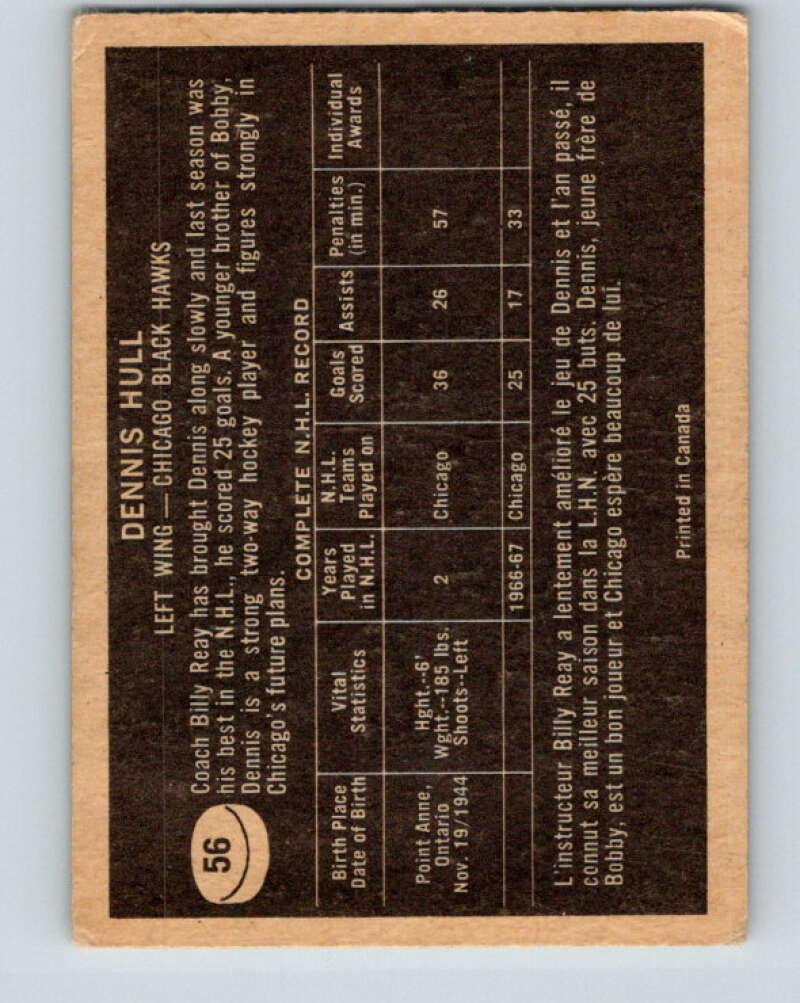 56
DENNIS HULL
LEFT WING — CHICAGO BLACK HAWKS
Coach Billy Reay has brought Dennis along slowly and last season was
his best in the N.H.L., he scored 25 goals. A younger brother of Bobby,
Dennis is a strong two-way hockey player and figures strongly in
Chicago's future plans.
COMPLETE N.H.L. RECORD
Birth Place
Date of Birth
Vital
Statistics
Years
Played
in N.H.L.
N.H.L.
Teams
Played on
Goals
Scored
Assists
Penalties
(in min.)
Individual
Awards
Point Anne,
Ontario
Nov. 19/1944
Hght.--6'
Wght.--185 lbs.
Shoots--Left
2
Chicago
36
26
57
1966-67
Chicago
25
17
33
L'instructeur Billy Reay a lentement amélioré le jeu de Dennis et l'an passé, il
connut sa meilleur saison dans la L.H.N. avec 25 buts. Dennis, jeune frère de
Bobby, est un bon joueur et Chicago espère beaucoup de lui.
Printed in Canada